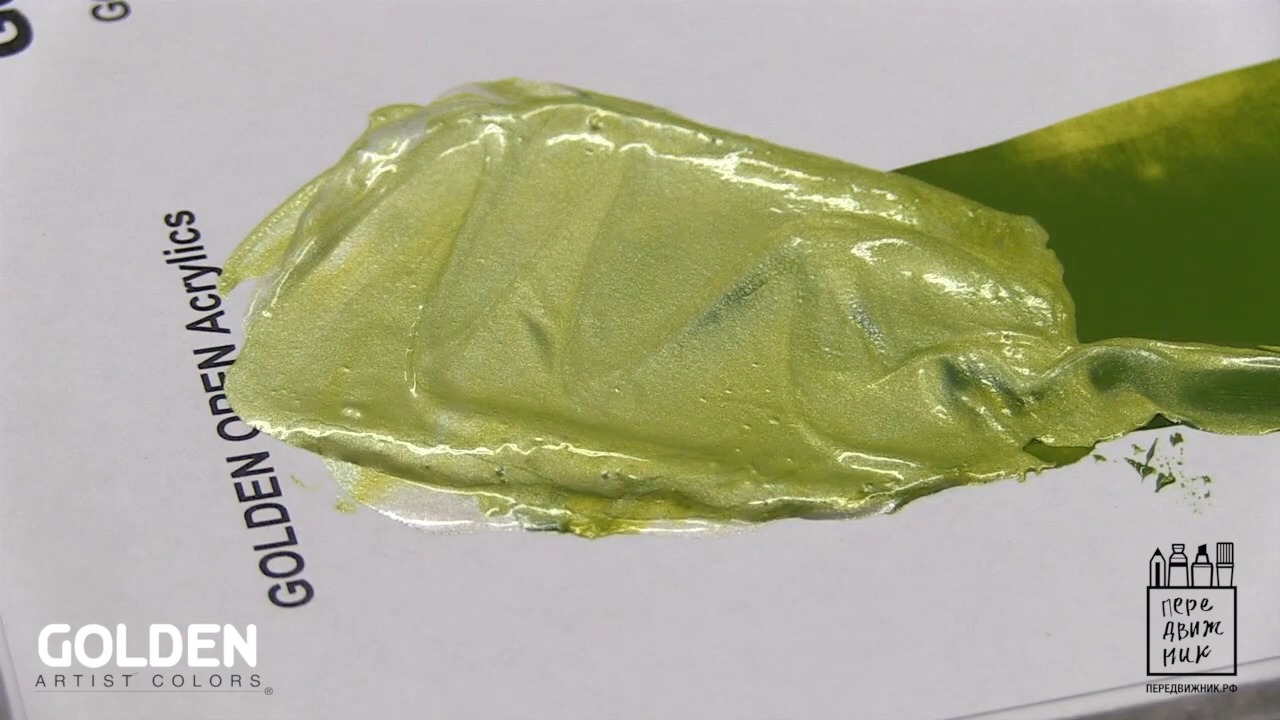 GOLDEN OPEN Acrylics
GOLDEN
ARTIST COLORS®
пере
движ
ник
ПЕРЕДВИЖНИК.РФ